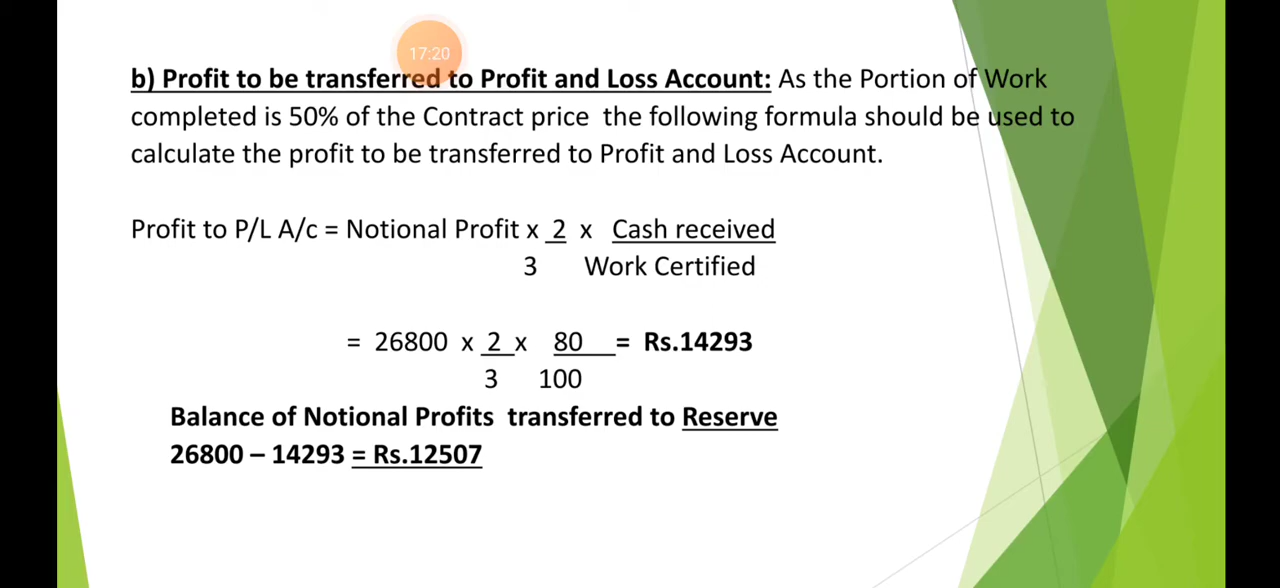 17:20
b) Profit to be transferred to Profit and Loss Account: As the Portion of Work
completed is 50% of the Contract price the following formula should be used to
calculate the profit to be transferred to Profit and Loss Account.
Profit to P/L A/c = Notional Profit x 2 x Cash received
3 Work Certified
= 26800 x 2 x 80 = Rs.14293
3 100
Balance of Notional Profits transferred to Reserve
26800 – 14293 = Rs.12507